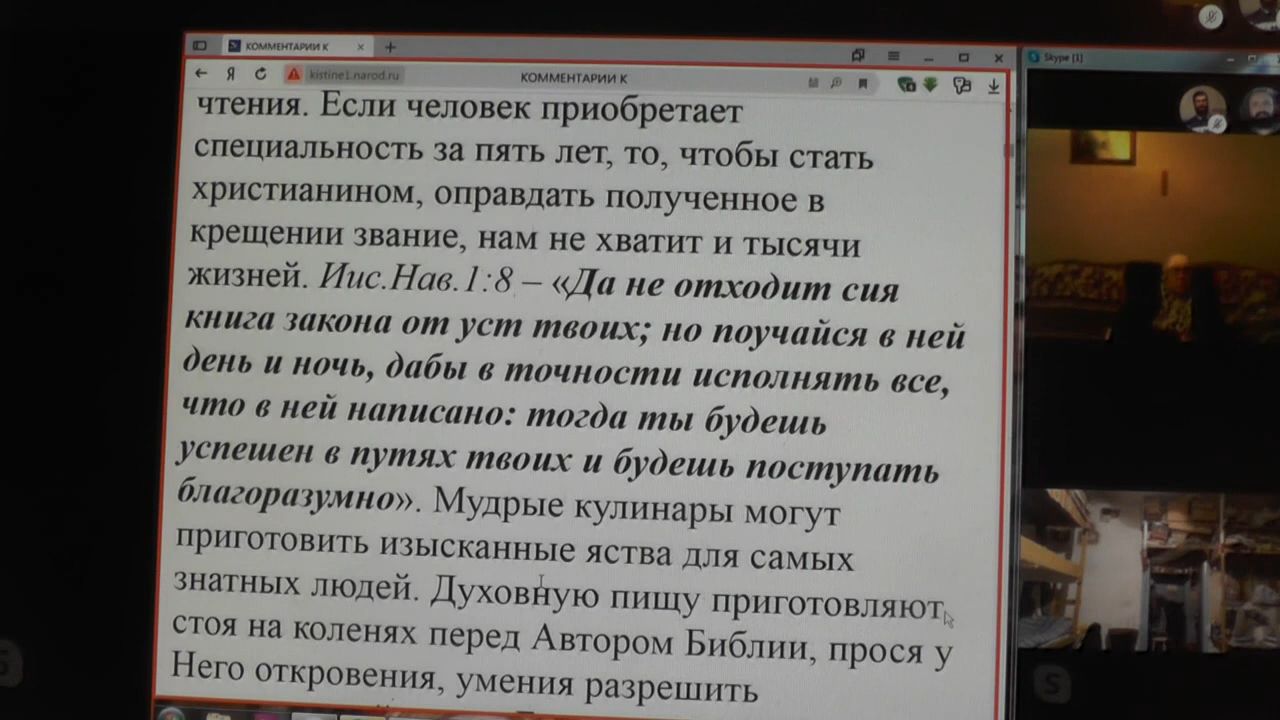 КОММЕНТАРИИ К
Skype [1]
Я
kistine1.narod.ru
КОММЕНТАРИИ К
чтения. Если человек приобретает
специальность за пять лет, то, чтобы стать
христианином, оправдать полученное в
крещении звание, нам не хватит и тысячи
жизней. Иис.Нав.1:8 – «Да не отходит сия
книга закона от уст твоих; но поучайся в ней
день и ночь, дабы в точности исполнять все,
что в ней написано: тогда ты будешь
успешен в путях твоих и будешь поступать
благоразумно». Мудрые кулинары могут
приготовить изысканные яства для самых
знатных людей. Духовную пищу приготовляют,
стоя на коленях перед Автором Библии, прося у
Него откровения, умения разрешить